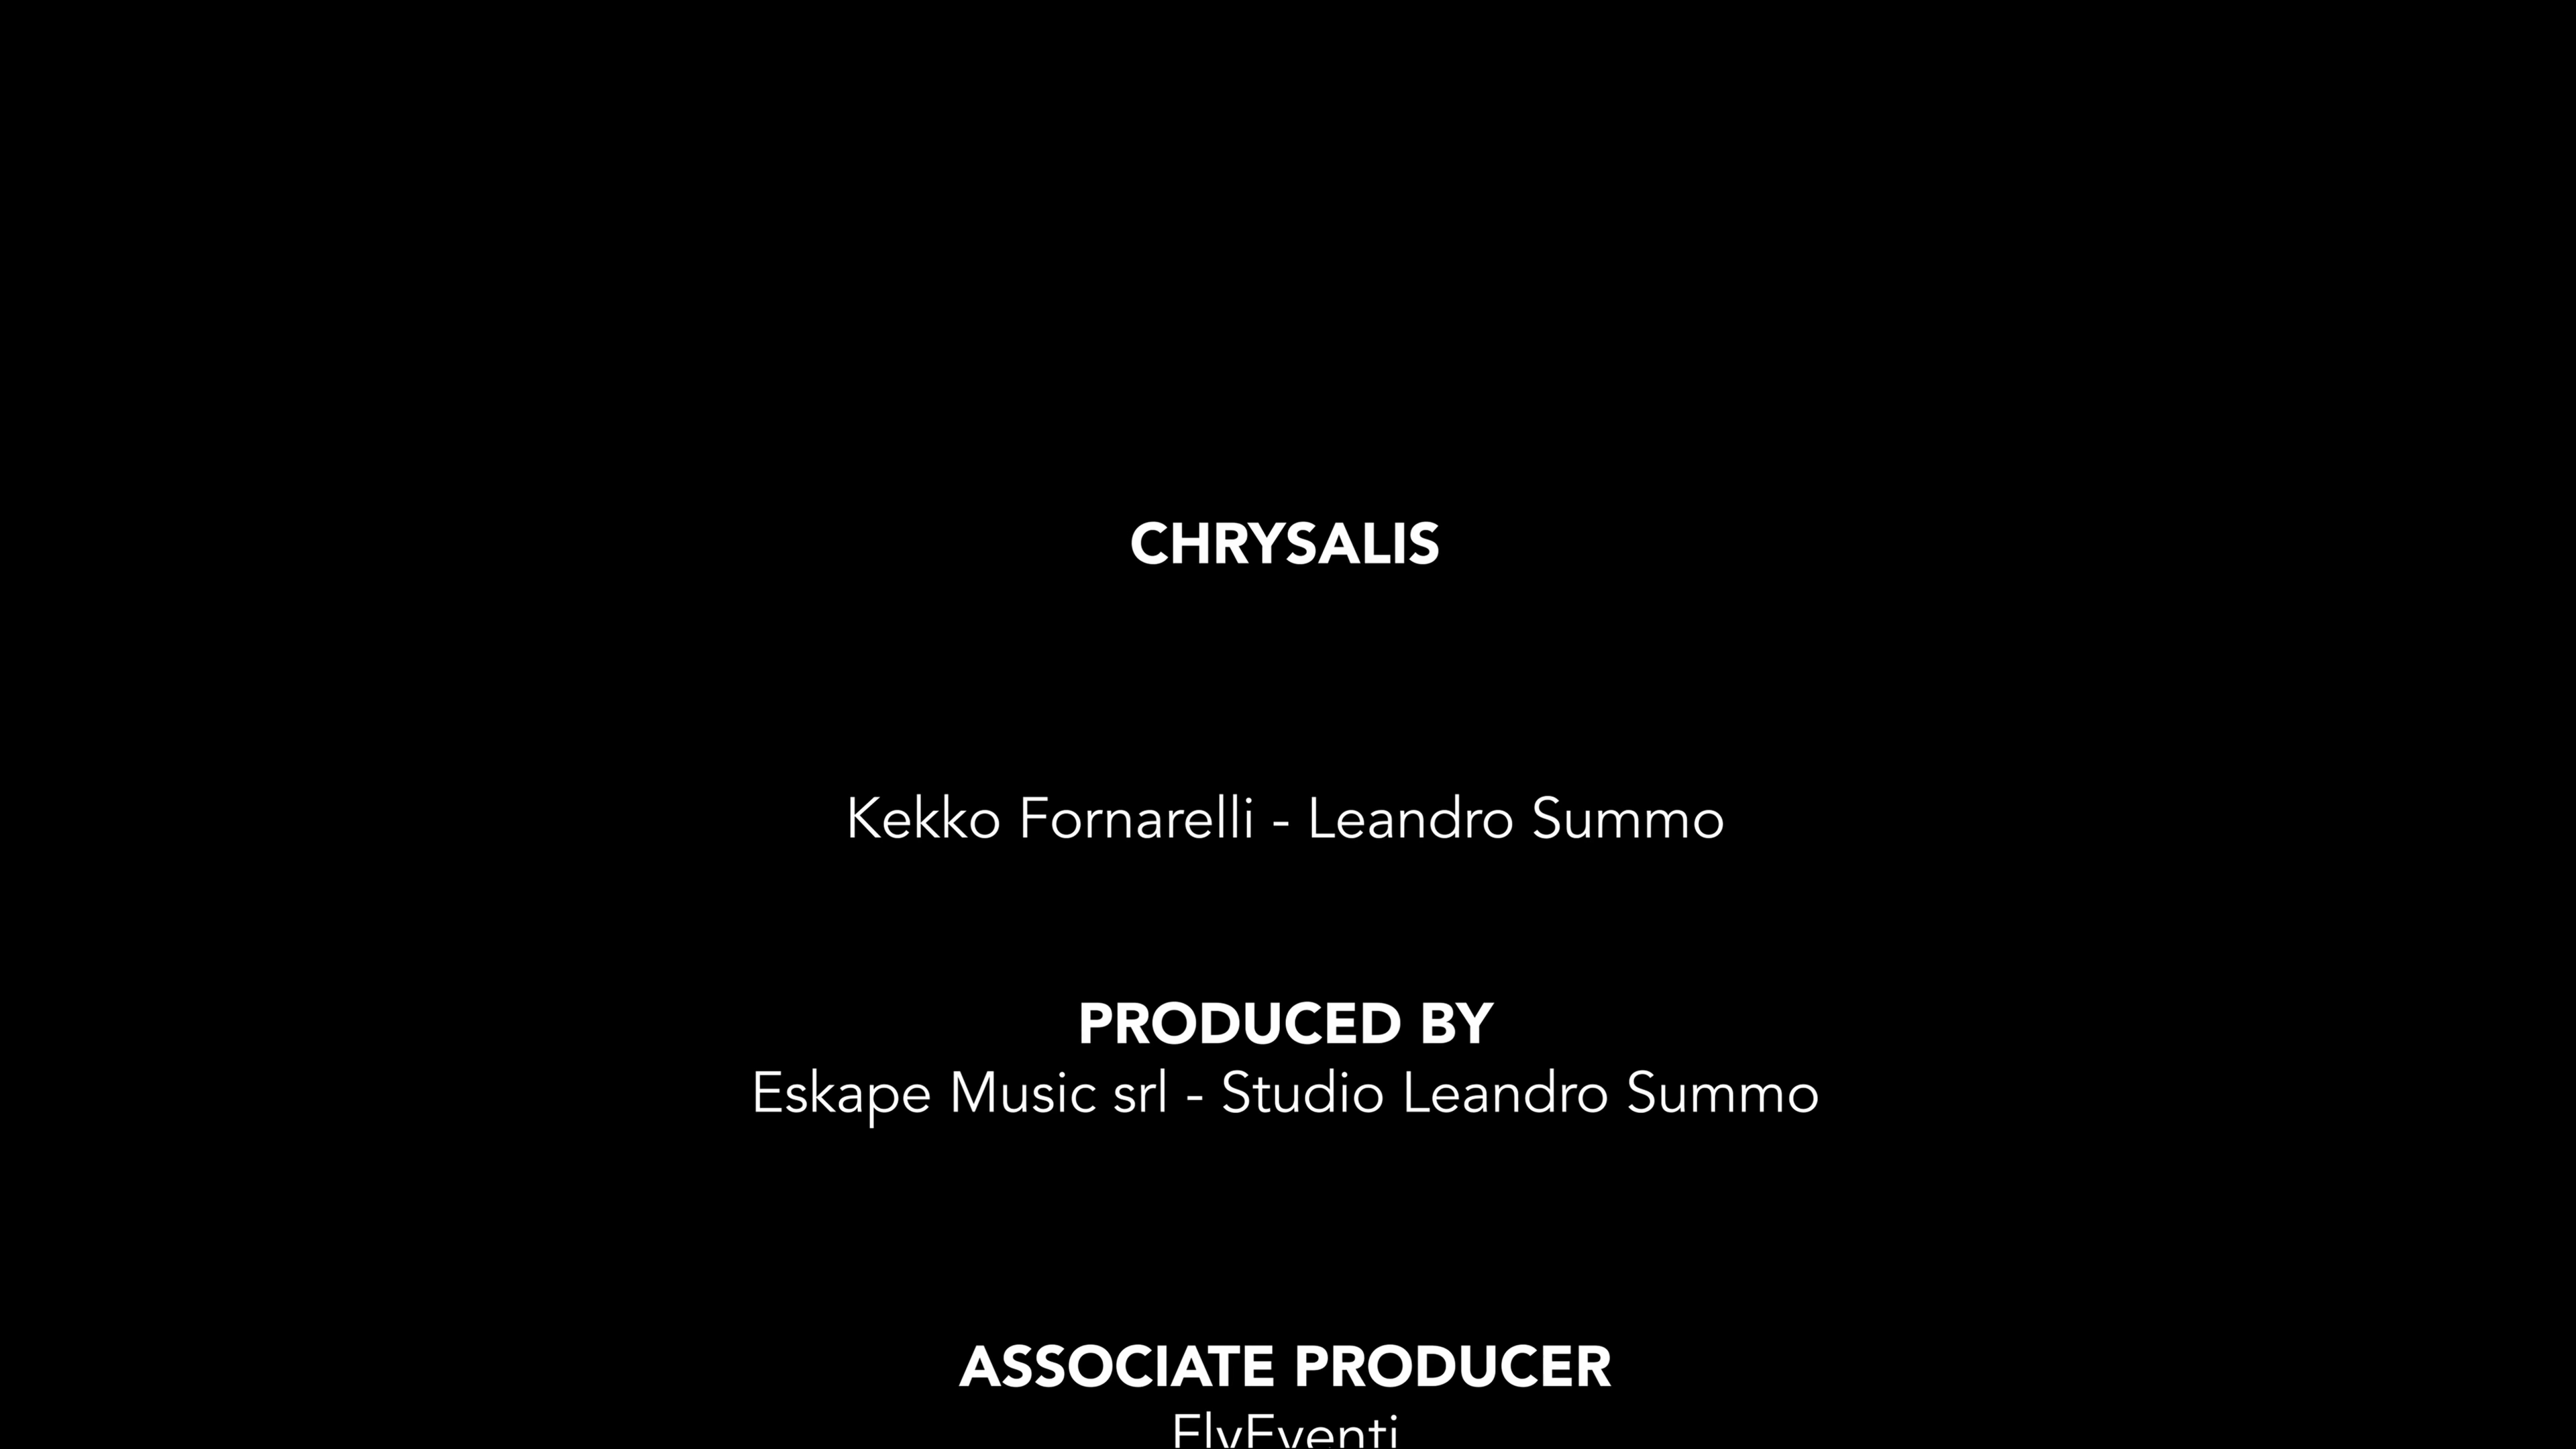 CHRYSALIS
Kekko Fornarelli - Leandro Summo
PRODUCED BY
Eskape Music srl - Studio Leandro Summo
ASSOCIATE PRODUCER